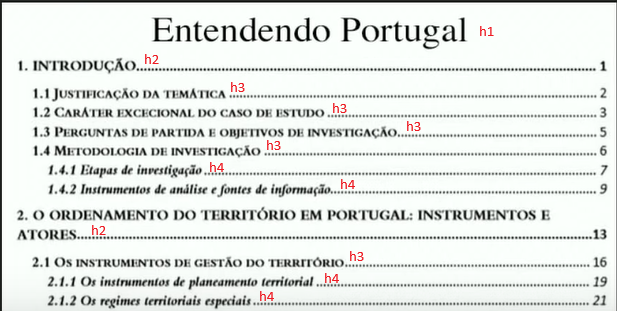 Entendendo Portugal h1
1. INTRODUÇÃO h2 1
1.1 JUSTIFICAÇÃO DA TEMÁTICA h3 2
1.2 CARÁTER EXCECIONAL DO CASO DE ESTUDO h3 3
1.3 PERGUNTAS DE PARTIDA E OBJETIVOS DE INVESTIGAÇÃO h3 5
1.4 METODOLOGIA DE INVESTIGAÇÃO h3 6
1.4.1 Etapas de investigação h4 7
1.4.2 Instrumentos de análise e fontes de informação h4 9
2. O ORDENAMENTO DO TERRITÓRIO EM PORTUGAL: INSTRUMENTOS E
ATORES h2 13
2.1 OS INSTRUMENTOS DE GESTÃO DO TERRITÓRIO h3 16
2.1.1 Os instrumentos de planeamento territorial h4 19
2.1.2 Os regimes territoriais especiais h4 21